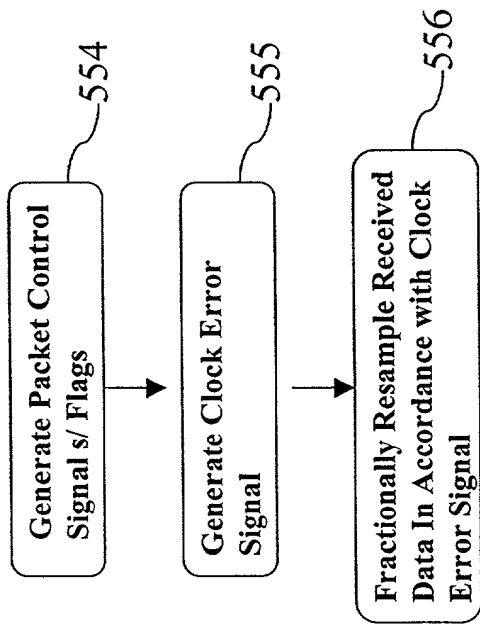 Generate Packet Control
Signal s/ Flags
554
Generate Clock Error
Signal
555
Fractionally Resample Received
Data In Accordance with Clock
Error Signal
556